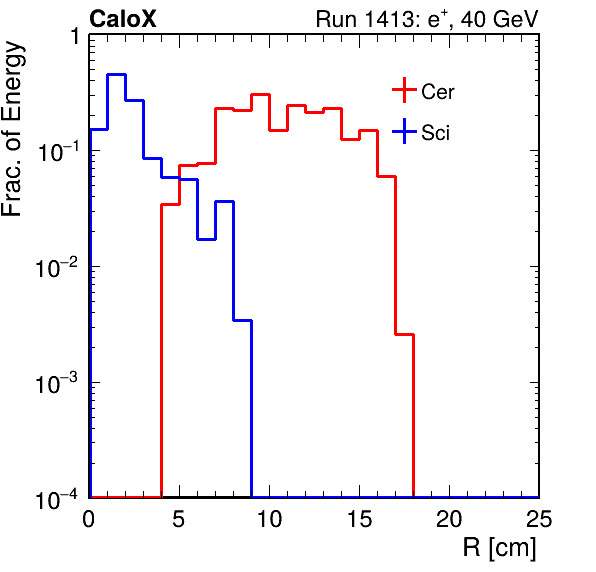 CaloX Run 1413: e⁺, 40 GeV
Frac. of Energy
1
10⁻¹
10⁻²
10⁻³
10⁻⁴
Cer
Sci
0 5 10 15 20 25
R [cm]